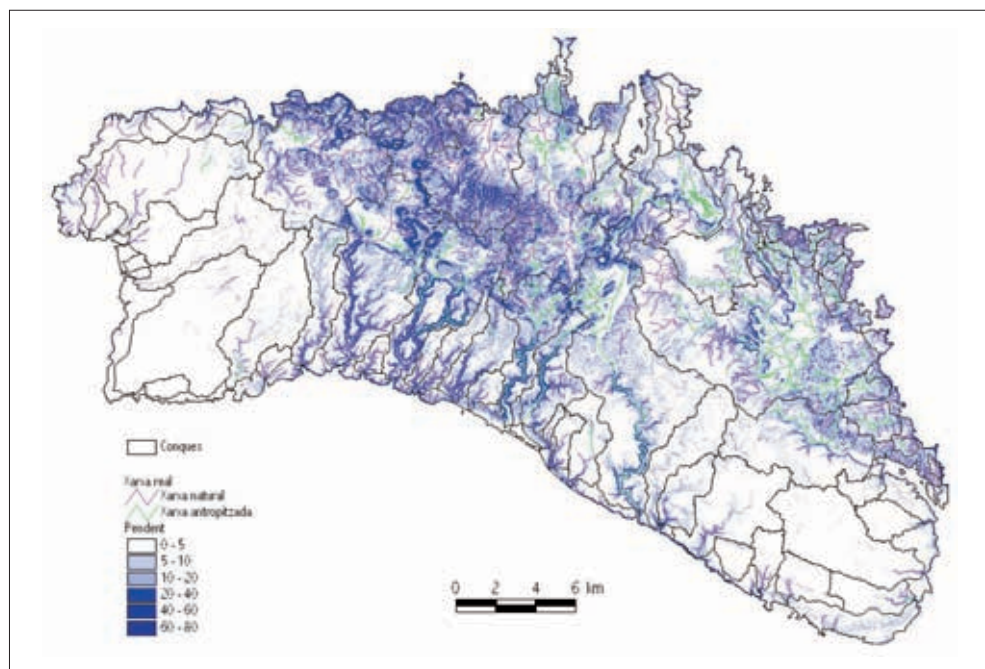 Conques
Xarxa real
Xarxa natural
Xarxa antropitzada
Pendent
0 - 5
5 - 10
10 - 20
20 - 40
40 - 60
60 - 80
0 2 4 6 km